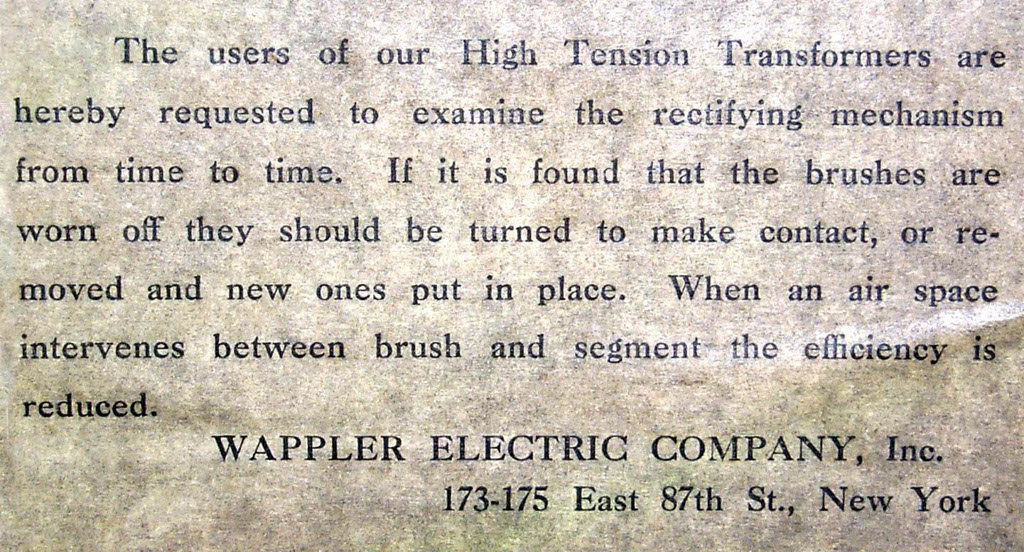 The users of our High Tension Transformers are
hereby requested to examine the rectifying mechanism
from time to time. If it is found that the brushes are
worn off they should be turned to make contact, or re-
moved and new ones put in place. When an air space
intervenes between brush and segment the efficiency is
reduced.
WAPPLER ELECTRIC COMPANY, Inc.
173-175 East 87th St., New York